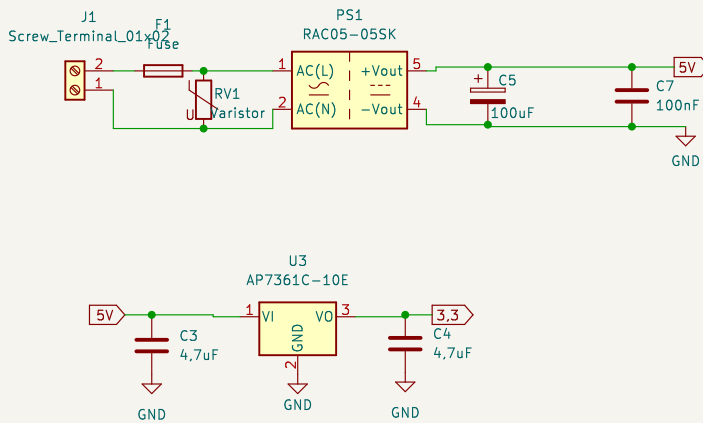 J1
Screw_Terminal_01x02
F1
Fuse
PS1
RAC05-05SK
2
1
1
AC(L)
+Vout
5
2
AC(N)
-Vout
4
RV1
U
Varistor
+
C5
100uF
C7
100nF
5V
GND
U3
AP7361C-10E
5V
1
VI
VO
3
3,3
GND
2
C3
4,7uF
C4
4,7uF
GND
GND
GND